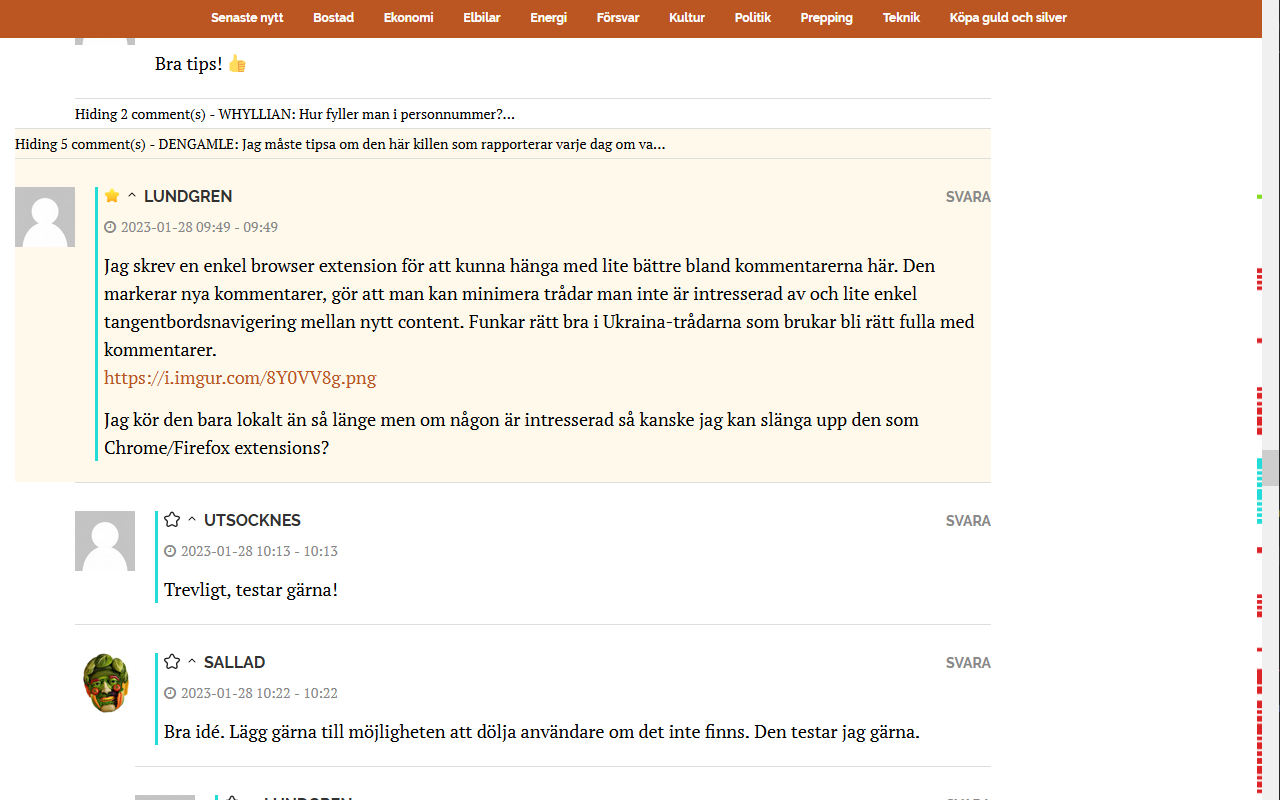 Senaste nytt Bostad Ekonomi Elbilar Energi Försvar Kultur Politik Prepping Teknik Köpa guld och silver
Bra tips! 👍
Hiding 2 comment(s) - WHYLLIAN: Hur fyller man i personnummer?...
Hiding 5 comment(s) - DENGAMLE: Jag måste tipsa om den här killen som rapporterar varje dag om va...
LUNDGREN SVARA
2023-01-28 09:49 - 09:49
Jag skrev en enkel browser extension för att kunna hänga med lite bättre bland kommentarerna här. Den
markerar nya kommentarer, gör att man kan minimera trådar man inte är intresserad av och lite enkel
tangentbordsnavigering mellan nytt content. Funkar rätt bra i Ukraina-trådarna som brukar bli rätt fulla med
kommentarer.
https://i.imgur.com/8Y0VV8g.png
Jag kör den bara lokalt än så länge men om någon är intresserad så kanske jag kan slänga upp den som
Chrome/Firefox extensions?
UTSOCKNES SVARA
2023-01-28 10:13 - 10:13
Trevligt, testar gärna!
SALLAD SVARA
2023-01-28 10:22 - 10:22
Bra idé. Lägg gärna till möjligheten att dölja användare om det inte finns. Den testar jag gärna.
LUNDGREN SVARA